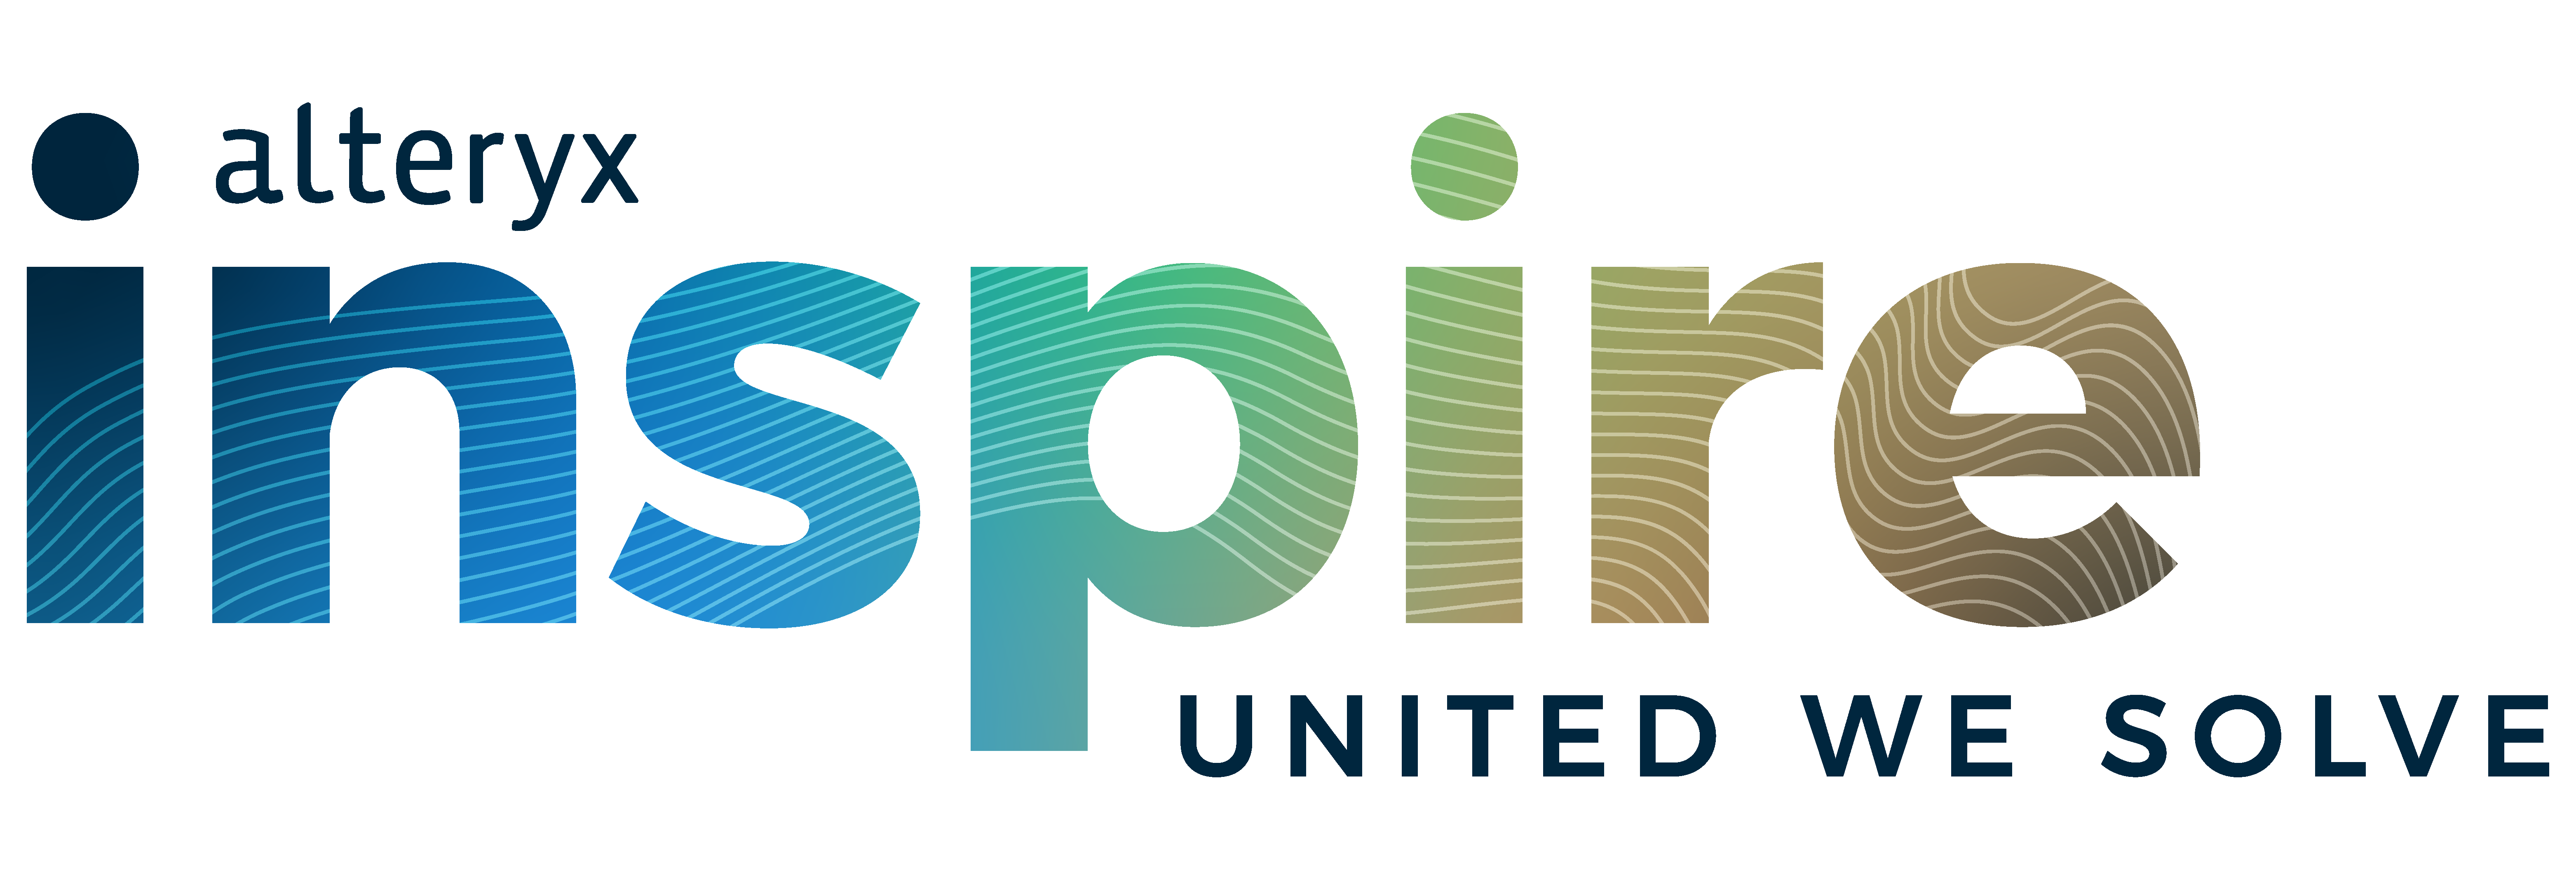 alteryx
inspire
UNITED WE SOLVE